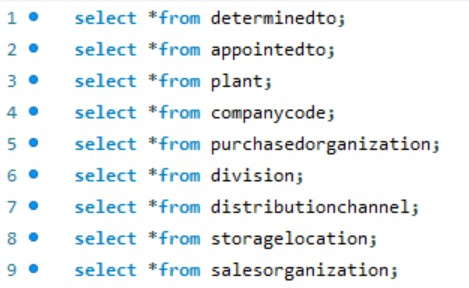 1 select *from determinedto;
2 select *from appointedto;
3 select *from plant;
4 select *from companycode;
5 select *from purchasedorganization;
6 select *from division;
7 select *from distributionchannel;
8 select *from storagelocation;
9 select *from salesorganization;